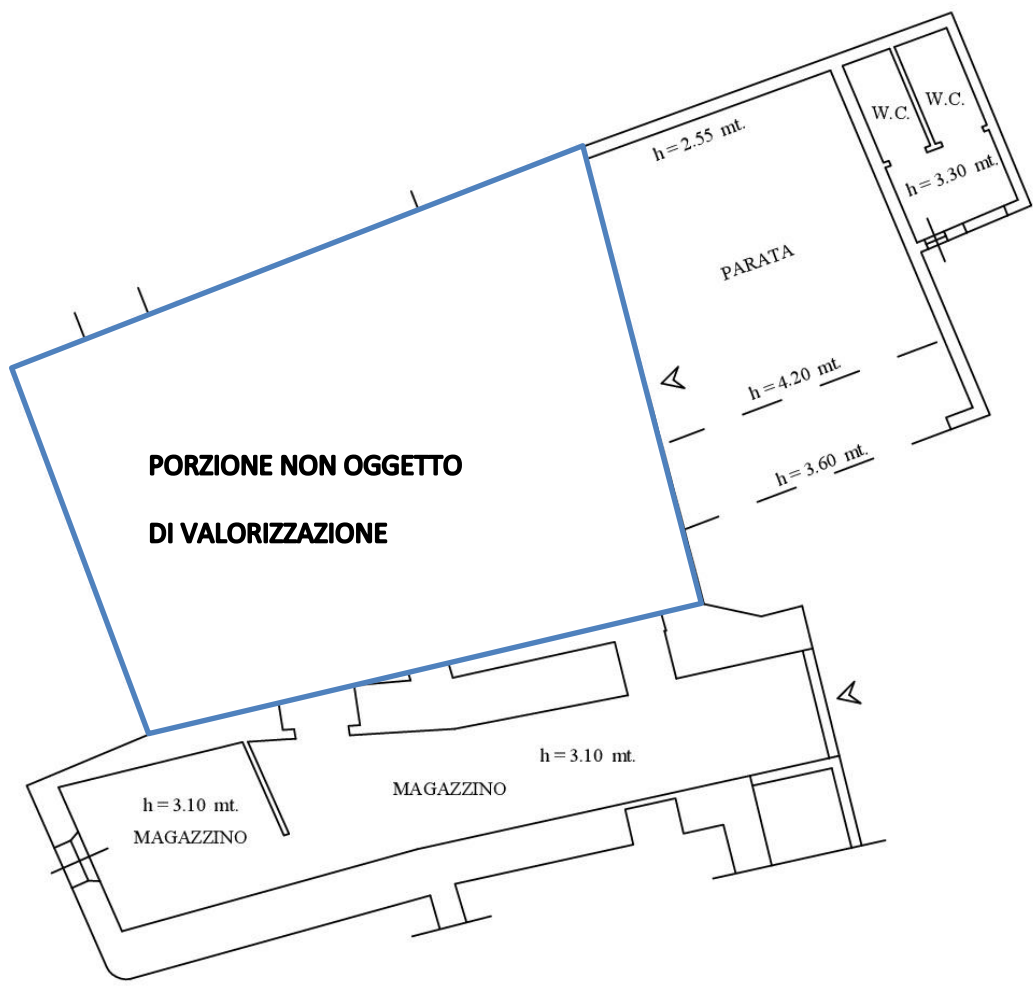 h = 2.55 mt.
W.C.
W.C.
h = 3.30 mt.
PARATA
h = 4.20 mt.
h = 3.60 mt.
PORZIONE NON OGGETTO
DI VALORIZZAZIONE
h = 3.10 mt.
MAGAZZINO
h = 3.10 mt.
MAGAZZINO